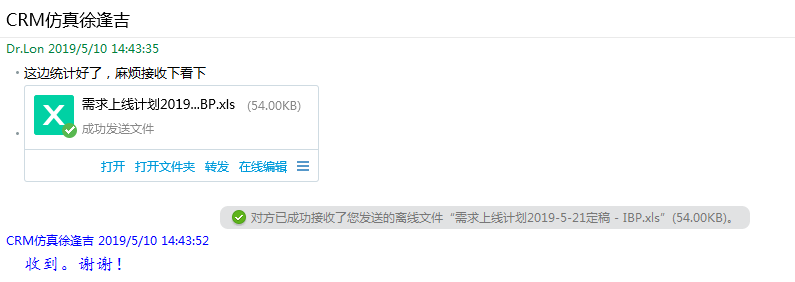 CRM仿真徐逢吉
Dr.Lon 2019/5/10 14:43:35
这边统计好了，麻烦接收下看下
需求上线计划2019...BP.xls (54.00KB)
成功发送文件
打开 打开文件夹 转发 在线编辑
对方已成功接收了您发送的离线文件“需求上线计划2019-5-21定稿 - IBP.xls”(54.00KB)。
CRM仿真徐逢吉 2019/5/10 14:43:52
收到。谢谢！